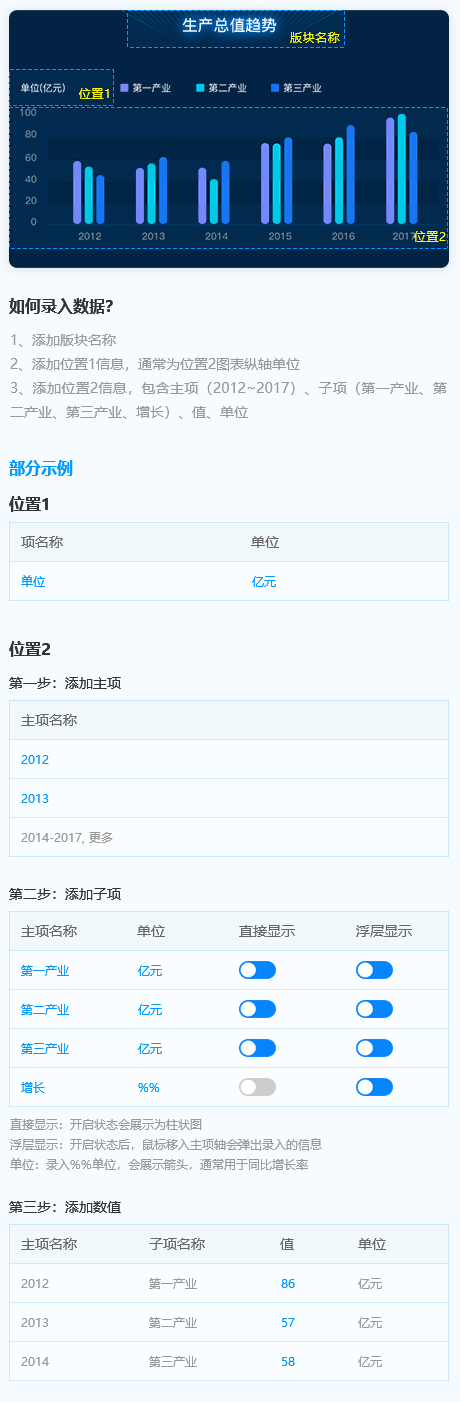 生产总值趋势
版块名称
单位(亿元)
位置1
第一产业 第二产业 第三产业
100
80
60
40
20
0
2012 2013 2014 2015 2016 2017
位置2
如何录入数据?
1、添加版块名称
2、添加位置1信息，通常为位置2图表纵轴单位
3、添加位置2信息，包含主项（2012~2017）、子项（第一产业、第
二产业、第三产业、增长）、值、单位
部分示例
位置1
项名称 单位
单位 亿元
位置2
第一步：添加主项
主项名称
2012
2013
2014-2017, 更多
第二步：添加子项
主项名称 单位 直接显示 浮层显示
第一产业 亿元
第二产业 亿元
第三产业 亿元
增长 %%
直接显示：开启状态会展示为柱状图
浮层显示：开启状态后，鼠标移入主项轴会弹出录入的信息
单位：录入%%单位，会展示箭头，通常用于同比增长率
第三步：添加数值
主项名称 子项名称 值 单位
2012 第一产业 86 亿元
2013 第二产业 57 亿元
2014 第三产业 58 亿元